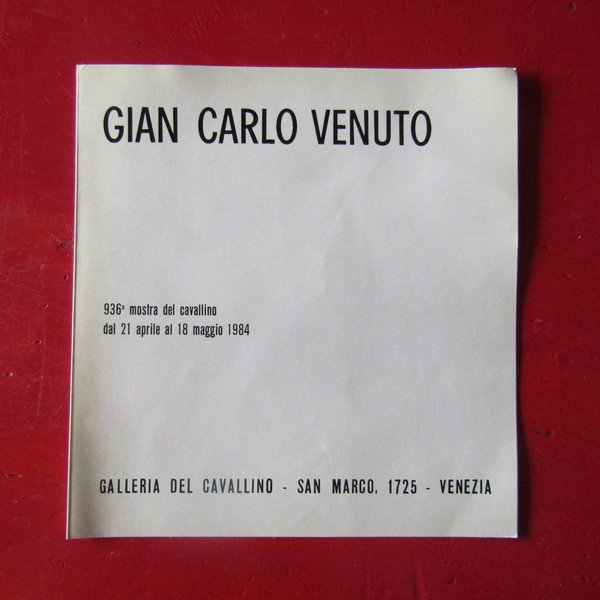 GIAN CARLO VENUTO
936ª mostra del cavallino
dal 21 aprile al 18 maggio 1984
GALLERIA DEL CAVALLINO - SAN MARCO, 1725 - VENEZIA